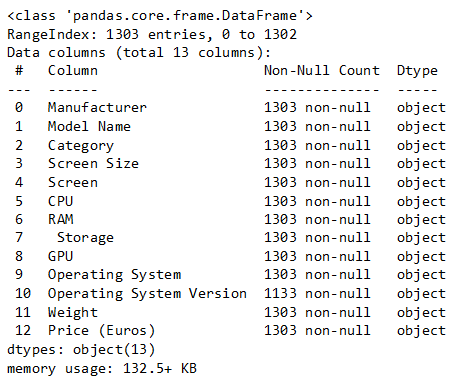 <class 'pandas.core.frame.DataFrame'>
RangeIndex: 1303 entries, 0 to 1302
Data columns (total 13 columns):
 #   Column                    Non-Null Count  Dtype
---  ------                    --------------  -----
 0   Manufacturer              1303 non-null   object
 1   Model Name                1303 non-null   object
 2   Category                  1303 non-null   object
 3   Screen Size               1303 non-null   object
 4   Screen                    1303 non-null   object
 5   CPU                       1303 non-null   object
 6   RAM                       1303 non-null   object
 7    Storage                  1303 non-null   object
 8   GPU                       1303 non-null   object
 9   Operating System          1303 non-null   object
 10  Operating System Version  1133 non-null   object
 11  Weight                    1303 non-null   object
 12  Price (Euros)             1303 non-null   object
dtypes: object(13)
memory usage: 132.5+ KB